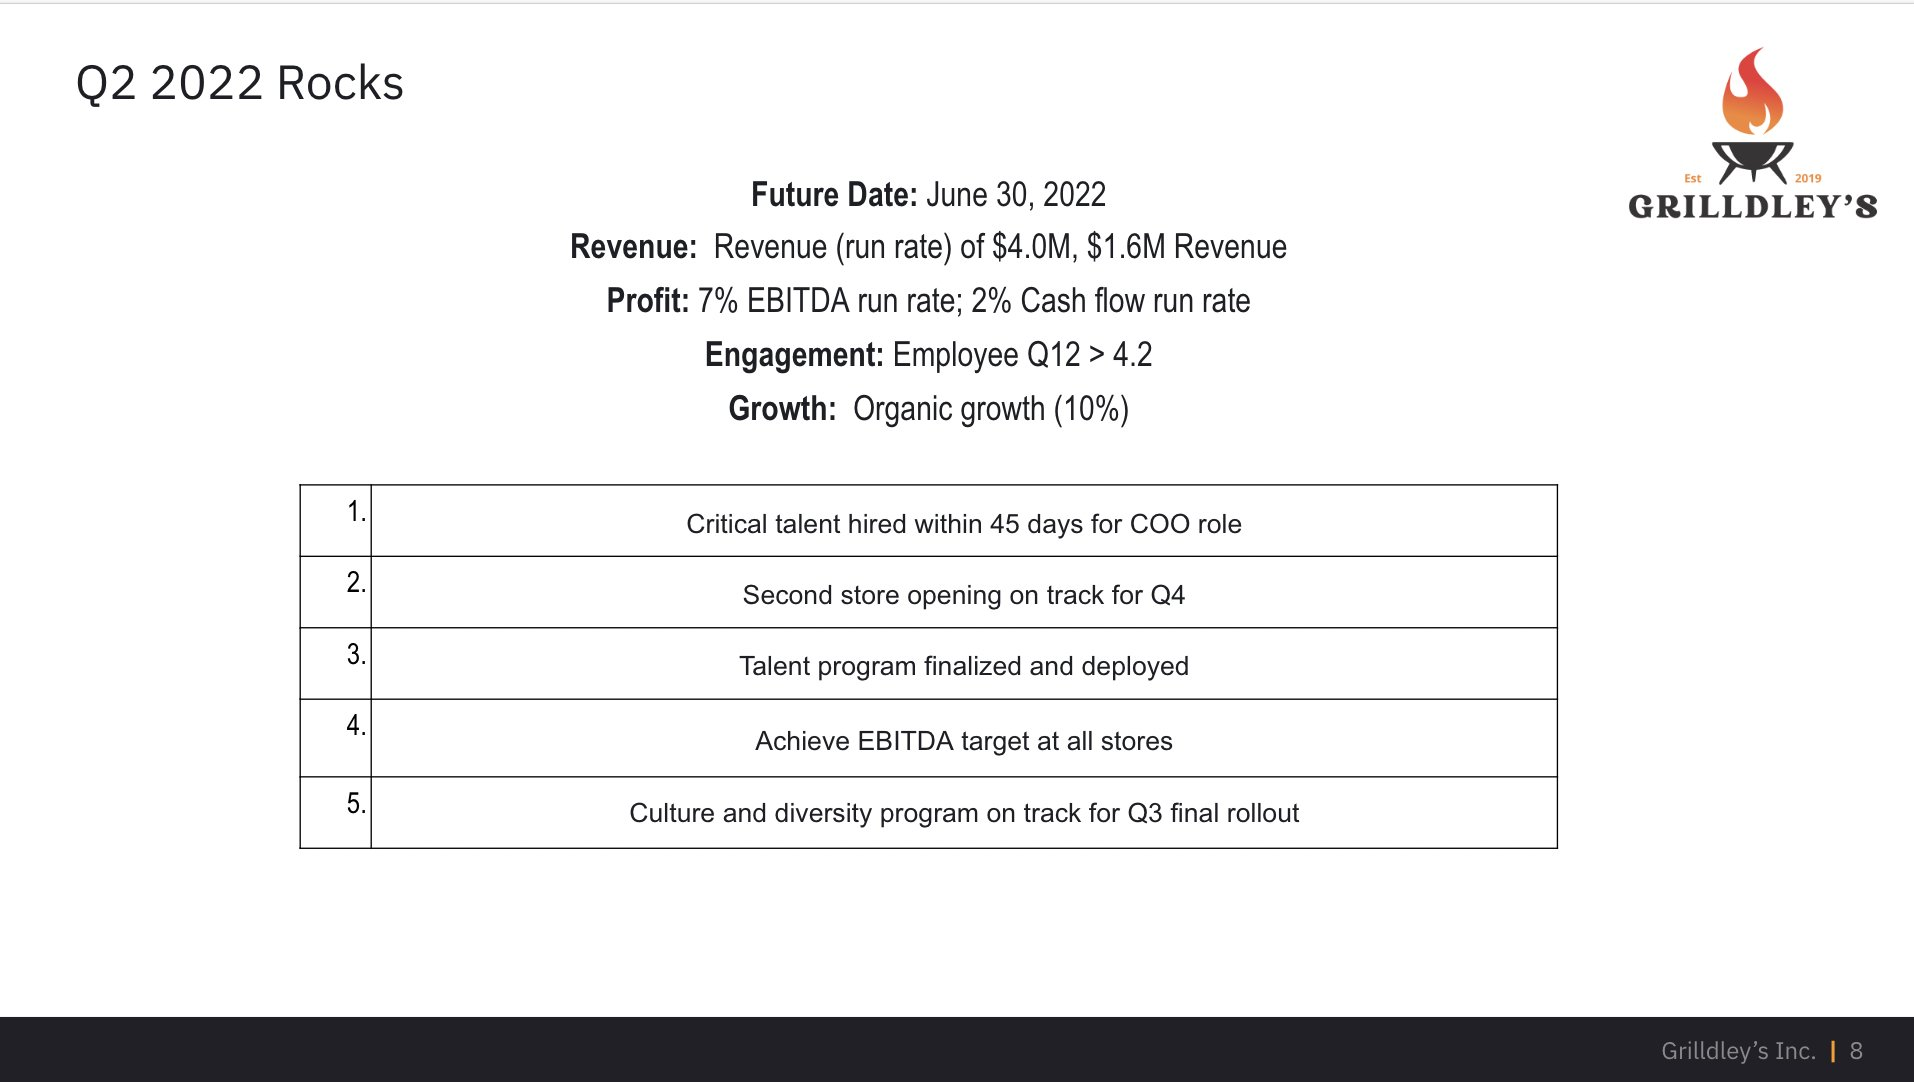 Q2 2022 Rocks
Est 2019
GRILLDLEY’S
Future Date: June 30, 2022
Revenue: Revenue (run rate) of $4.0M, $1.6M Revenue
Profit: 7% EBITDA run rate; 2% Cash flow run rate
Engagement: Employee Q12 > 4.2
Growth: Organic growth (10%)
1. Critical talent hired within 45 days for COO role
2. Second store opening on track for Q4
3. Talent program finalized and deployed
4. Achieve EBITDA target at all stores
5. Culture and diversity program on track for Q3 final rollout
Grilldley’s Inc. | 8